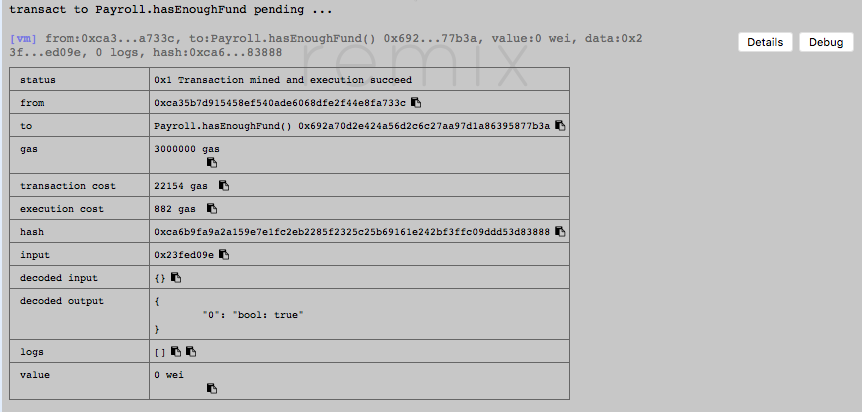 transact to Payroll.hasEnoughFund pending ...
[vm] from:0xca3...a733c, to:Payroll.hasEnoughFund() 0x692...77b3a, value:0 wei, data:0x2
3f...ed09e, 0 logs, hash:0xca6...83888
Details
Debug
remix
status 0x1 Transaction mined and execution succeed
from 0xca35b7d915458ef540ade6068dfe2f44e8fa733c
to Payroll.hasEnoughFund() 0x692a70d2e424a56d2c6c27aa97d1a86395877b3a
gas 3000000 gas
transaction cost 22154 gas
execution cost 882 gas
hash 0xca6b9fa9a2a159e7e1fc2eb2285f2325c25b69161e242bf3ffc09ddd53d83888
input 0x23fed09e
decoded input {}
decoded output {
"0": "bool: true"
}
logs []
value 0 wei